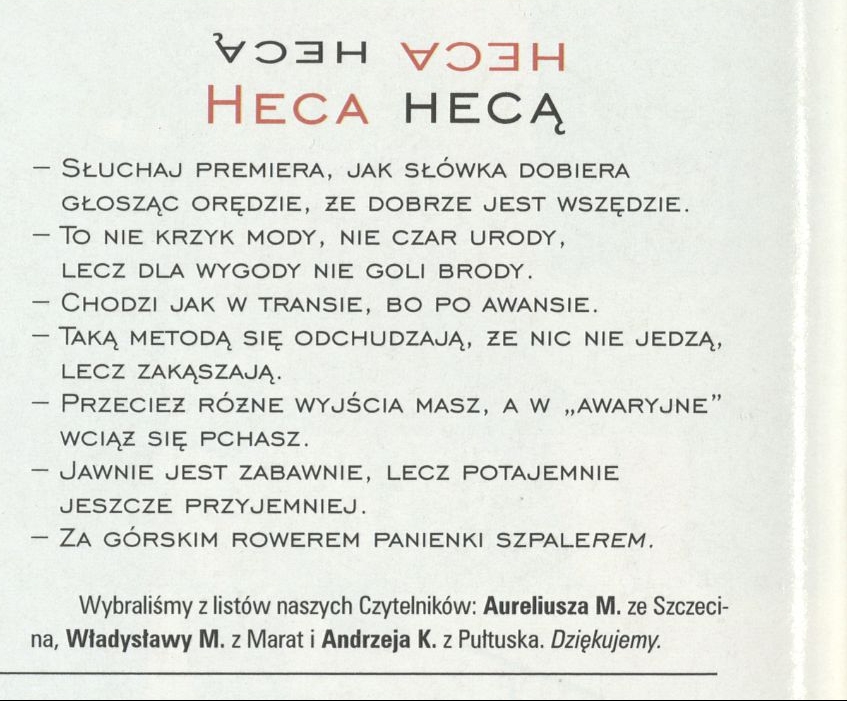 HECA HECĄ
HECA HECĄ
– SŁUCHAJ PREMIERA, JAK SŁÓWKA DOBIERA
GŁOSZĄC ORĘDZIE, ŻE DOBRZE JEST WSZĘDZIE.
– TO NIE KRZYK MODY, NIE CZAR URODY,
LECZ DLA WYGODY NIE GOLI BRODY.
– CHODZI JAK W TRANSIE, BO PO AWANSIE.
– TAKĄ METODĄ SIĘ ODCHUDZAJĄ, ŻE NIC NIE JEDZĄ,
LECZ ZAKĄSZAJĄ.
– PRZECIEŻ RÓŻNE WYJŚCIA MASZ, A W „AWARYJNE”
WCIĄŻ SIĘ PCHASZ.
– JAWNIE JEST ZABAWNIE, LECZ POTAJEMNIE
JESZCZE PRZYJEMNIEJ.
– ZA GÓRSKIM ROWEREM PANIENKI SZPALEREM.
Wybraliśmy z listów naszych Czytelników: Aureliusza M. ze Szczeci-
na, Władysławy M. z Marat i Andrzeja K. z Pułtuska. Dziękujemy.